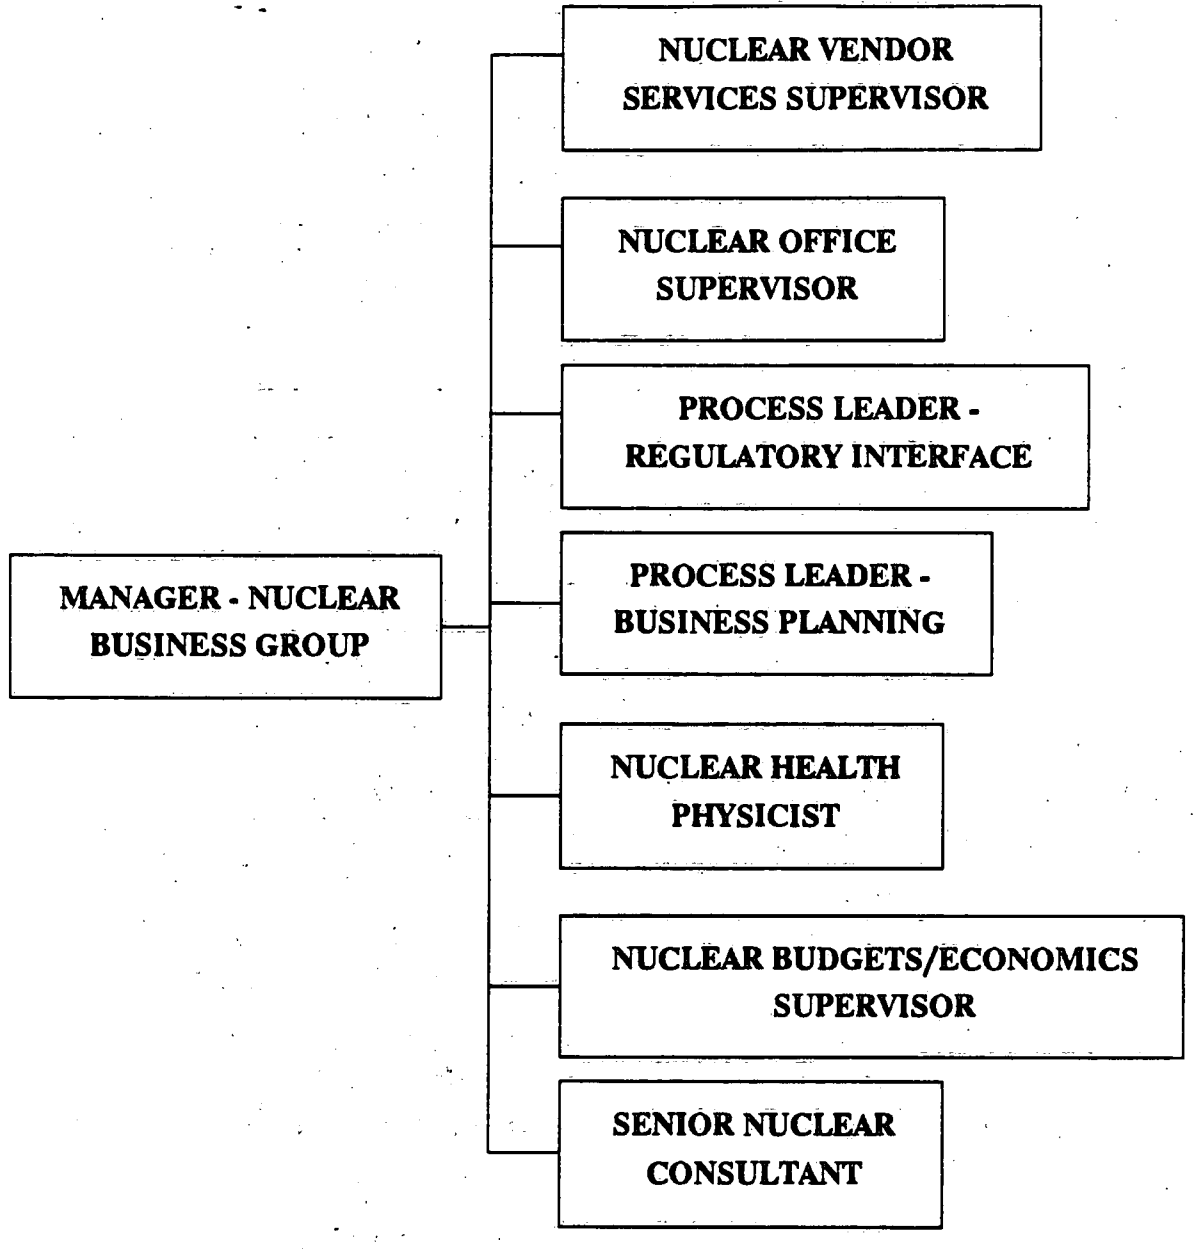 NUCLEAR VENDOR
SERVICES SUPERVISOR
NUCLEAR OFFICE
SUPERVISOR
PROCESS LEADER -
REGULATORY INTERFACE
MANAGER - NUCLEAR
BUSINESS GROUP
PROCESS LEADER -
BUSINESS PLANNING
NUCLEAR HEALTH
PHYSICIST
NUCLEAR BUDGETS/ECONOMICS
SUPERVISOR
SENIOR NUCLEAR
CONSULTANT